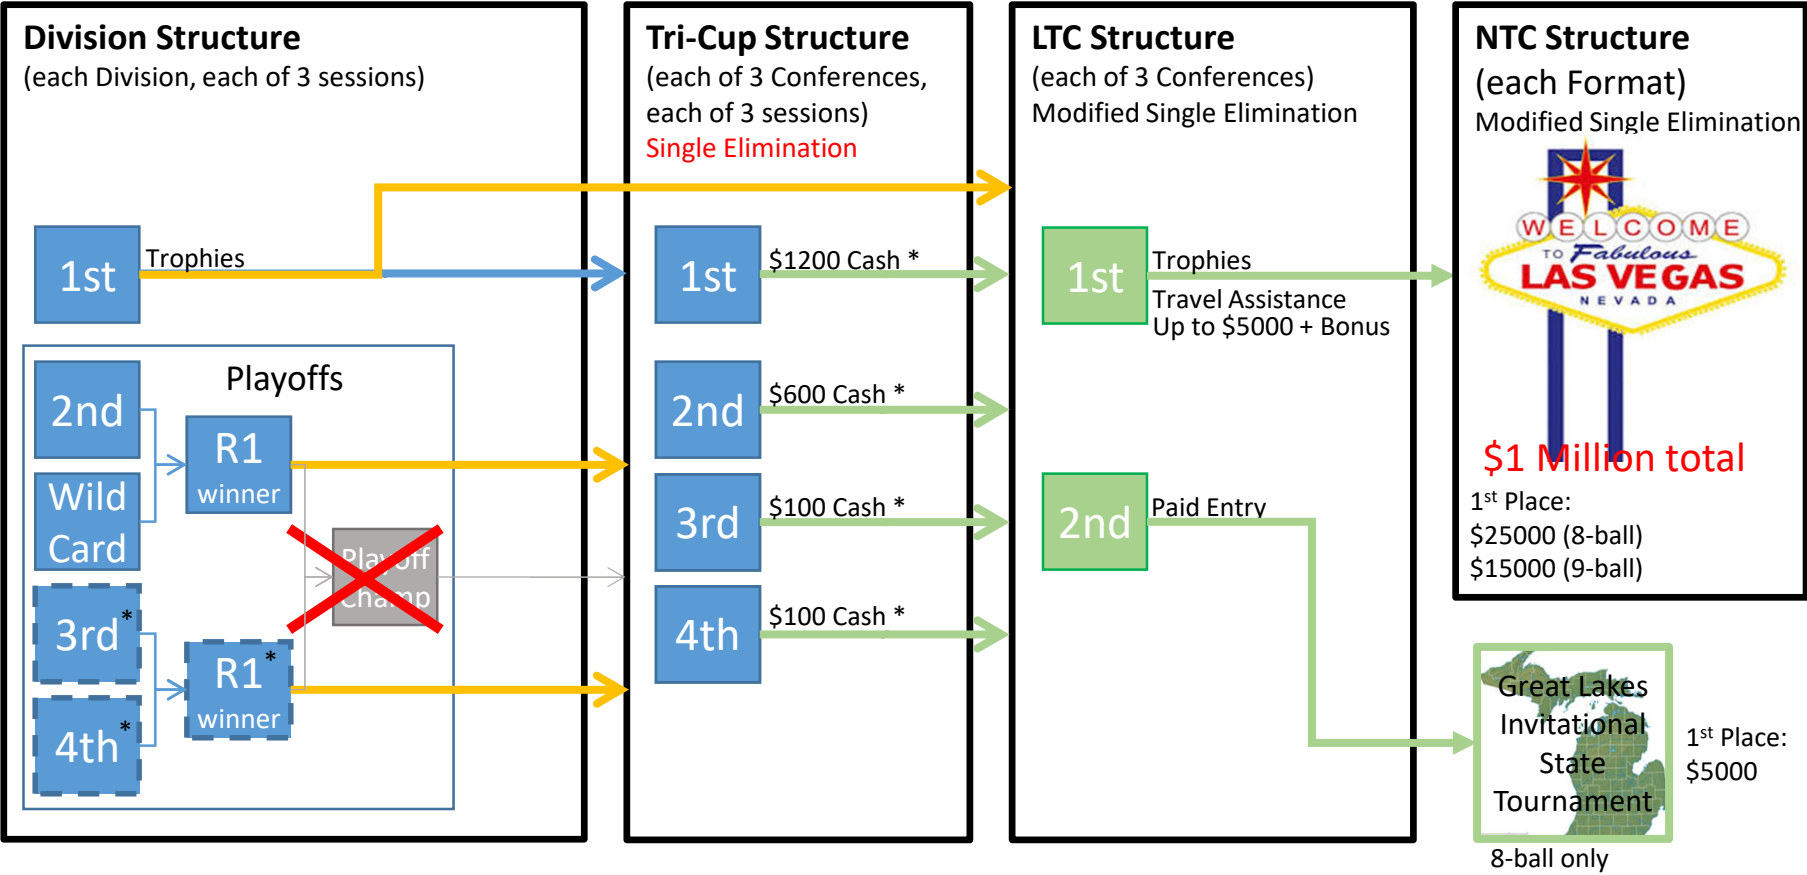 Division Structure
(each Division, each of 3 sessions)
1st
Trophies
Playoffs
2nd
Wild
Card
R1
winner
Playoff
Champ
3rd*
4th*
R1*
winner
Tri-Cup Structure
(each of 3 Conferences,
each of 3 sessions)
Single Elimination
1st
$1200 Cash *
2nd
$600 Cash *
3rd
$100 Cash *
4th
$100 Cash *
LTC Structure
(each of 3 Conferences)
Modified Single Elimination
1st
Trophies
Travel Assistance
Up to $5000 + Bonus
2nd
Paid Entry
NTC Structure
(each Format)
Modified Single Elimination
WELCOME
TO Fabulous
LAS VEGAS
NEVADA
$1 Million total
1st Place:
$25000 (8-ball)
$15000 (9-ball)
Great Lakes
Invitational
State
Tournament
1st Place:
$5000
8-ball only